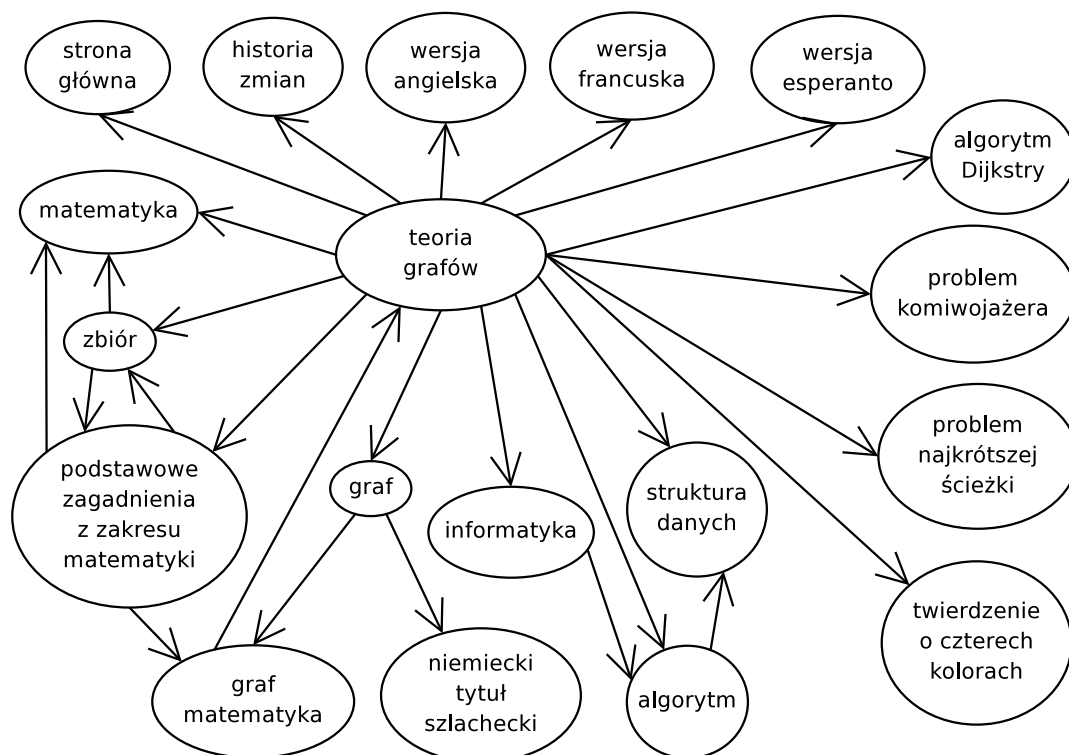 strona
główna
historia
zmian
wersja
angielska
wersja
francuska
wersja
esperanto
algorytm
Dijkstry
matematyka
teoria
grafów
problem
komiwojażera
zbiór
problem
najkrótszej
ścieżki
podstawowe
zagadnienia
z zakresu
matematyki
graf
informatyka
struktura
danych
twierdzenie
o czterech
kolorach
graf
matematyka
niemiecki
tytuł
szlachecki
algorytm